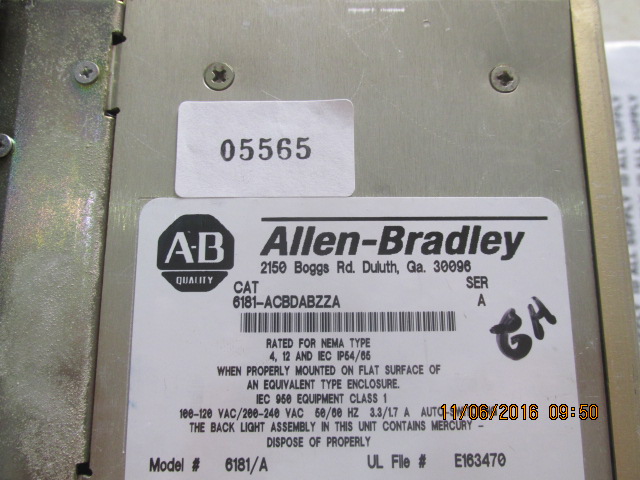 05565
A-B
QUALITY
Allen-Bradley
2150 Boggs Rd. Duluth, Ga. 30096
CAT SER
6181-ACBDABZZA A
GH
RATED FOR NEMA TYPE
4, 12 AND IEC IP54/65
WHEN PROPERLY MOUNTED ON FLAT SURFACE OF
AN EQUIVALENT TYPE ENCLOSURE.
IEC 950 EQUIPMENT CLASS 1
100-120 VAC/200-240 VAC 50/60 HZ 3.3/1.7 A AUTO
THE BACK LIGHT ASSEMBLY IN THIS UNIT CONTAINS MERCURY -
DISPOSE OF PROPERLY
Model # 6181/A UL File # E163470
11/06/2016 09:50